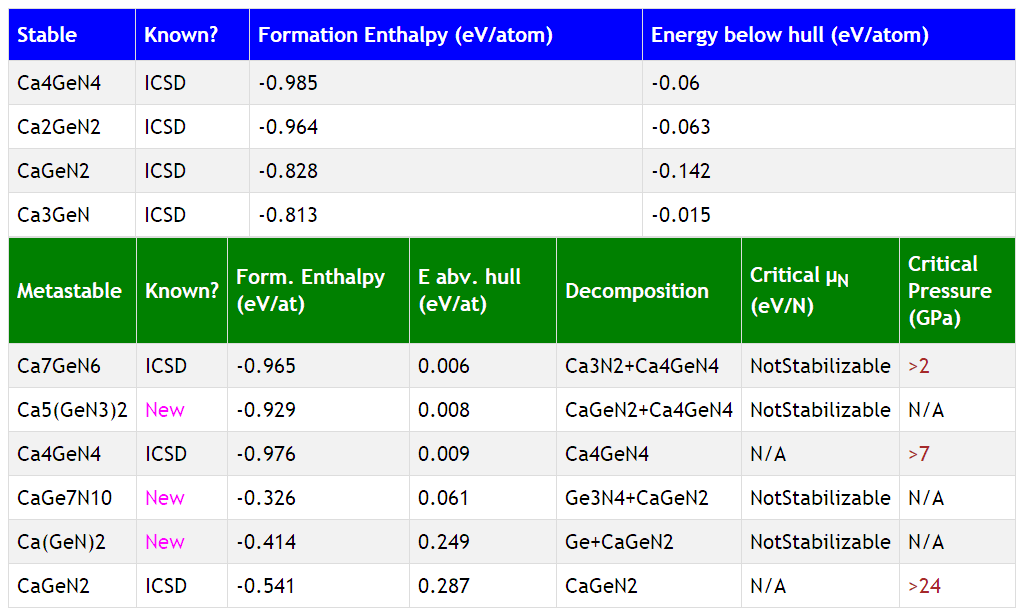 Stable Known? Formation Enthalpy (eV/atom) Energy below hull (eV/atom)
Ca4GeN4 ICSD -0.985 -0.06
Ca2GeN2 ICSD -0.964 -0.063
CaGeN2 ICSD -0.828 -0.142
Ca3GeN ICSD -0.813 -0.015
Metastable Known? Form. Enthalpy (eV/at) E abv. hull (eV/at) Decomposition Critical μN (eV/N) Critical Pressure (GPa)
Ca7GeN6 ICSD -0.965 0.006 Ca3N2+Ca4GeN4 NotStabilizable >2
Ca5(GeN3)2 New -0.929 0.008 CaGeN2+Ca4GeN4 NotStabilizable N/A
Ca4GeN4 ICSD -0.976 0.009 Ca4GeN4 N/A >7
CaGe7N10 New -0.326 0.061 Ge3N4+CaGeN2 NotStabilizable N/A
Ca(GeN)2 New -0.414 0.249 Ge+CaGeN2 NotStabilizable N/A
CaGeN2 ICSD -0.541 0.287 CaGeN2 N/A >24